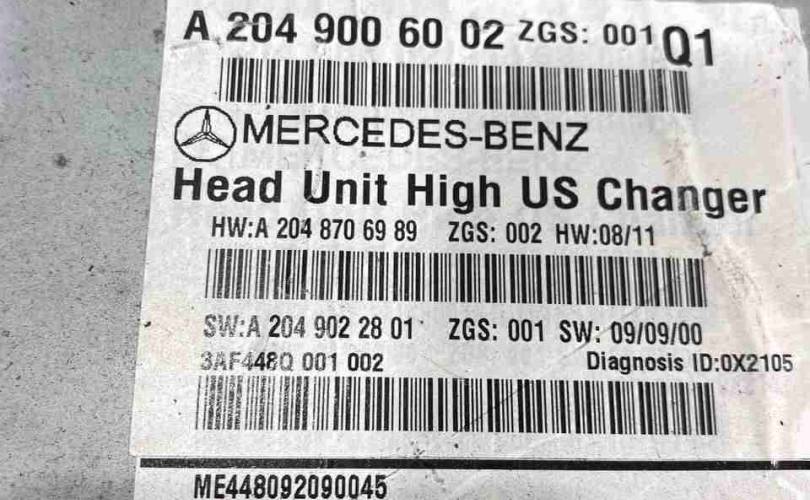 A 204 900 60 02 ZGS: 001 Q1
MERCEDES-BENZ
Head Unit High US Changer
HW:A 204 870 69 89 ZGS: 002 HW:08/11
SW:A 204 902 28 01 ZGS: 001 SW: 09/09/00
3AF448Q 001 002 Diagnosis ID:0X2105
ME448092090045